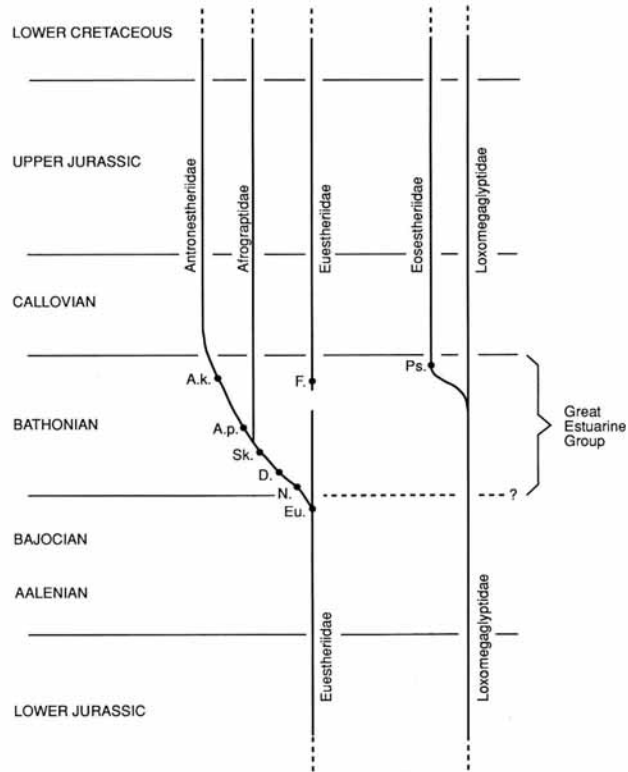 LOWER CRETACEOUS
UPPER JURASSIC
Antronestheriidae
Afrograptidae
Euestheriidae
Eosestheriidae
Loxomegaglyptidae
CALLOVIAN
Ps.
A.k.
F.
BATHONIAN
A.p.
Great
Estuarine
Group
Sk.
D.
N.
?
Eu.
BAJOCIAN
AALENIAN
Euestheriidae
Loxomegaglyptidae
LOWER JURASSIC